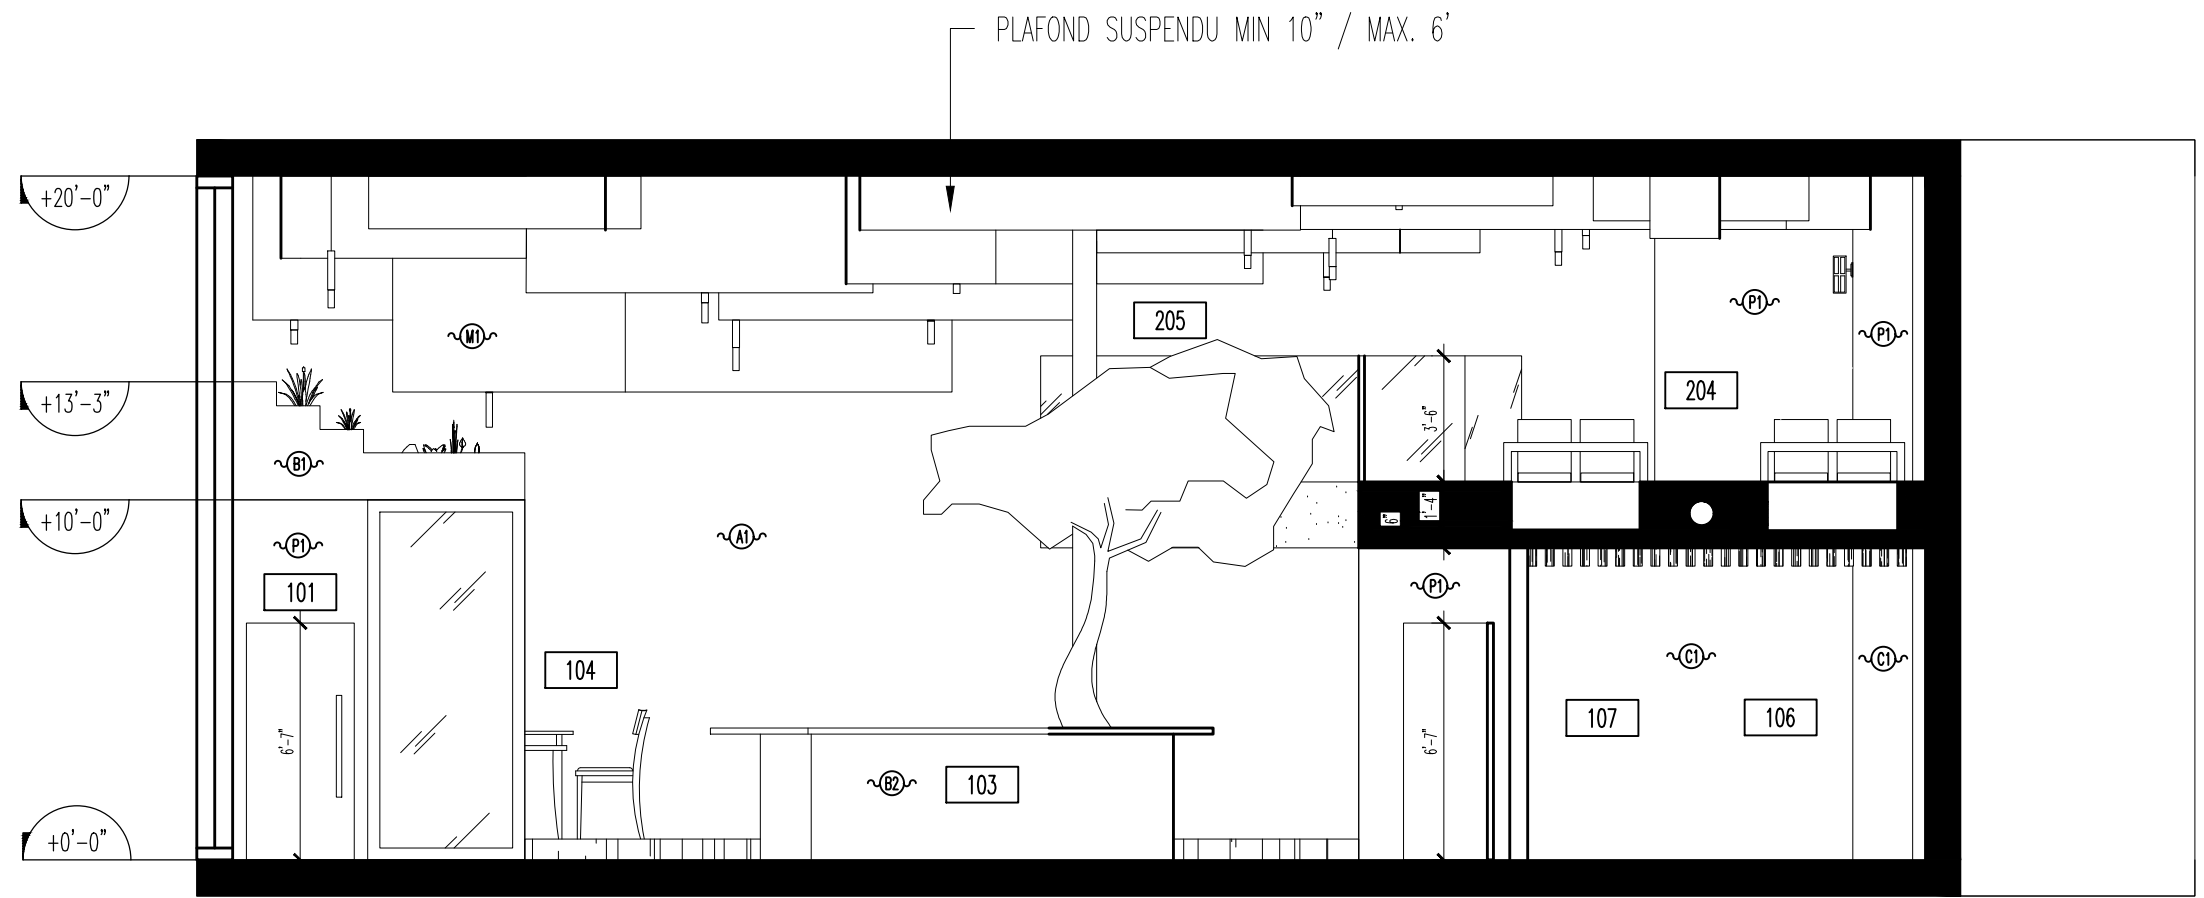 PLAFOND SUSPENDU MIN 10" / MAX. 6'
+20'-0"
P1
205
P1
M1
204
+13'-3"
3'-6"
B1
1'-4"
6"
+10'-0"
A1
P1
101
P1
104
C1
C1
107
106
6'-7"
6'-7"
B2
103
+0'-0"